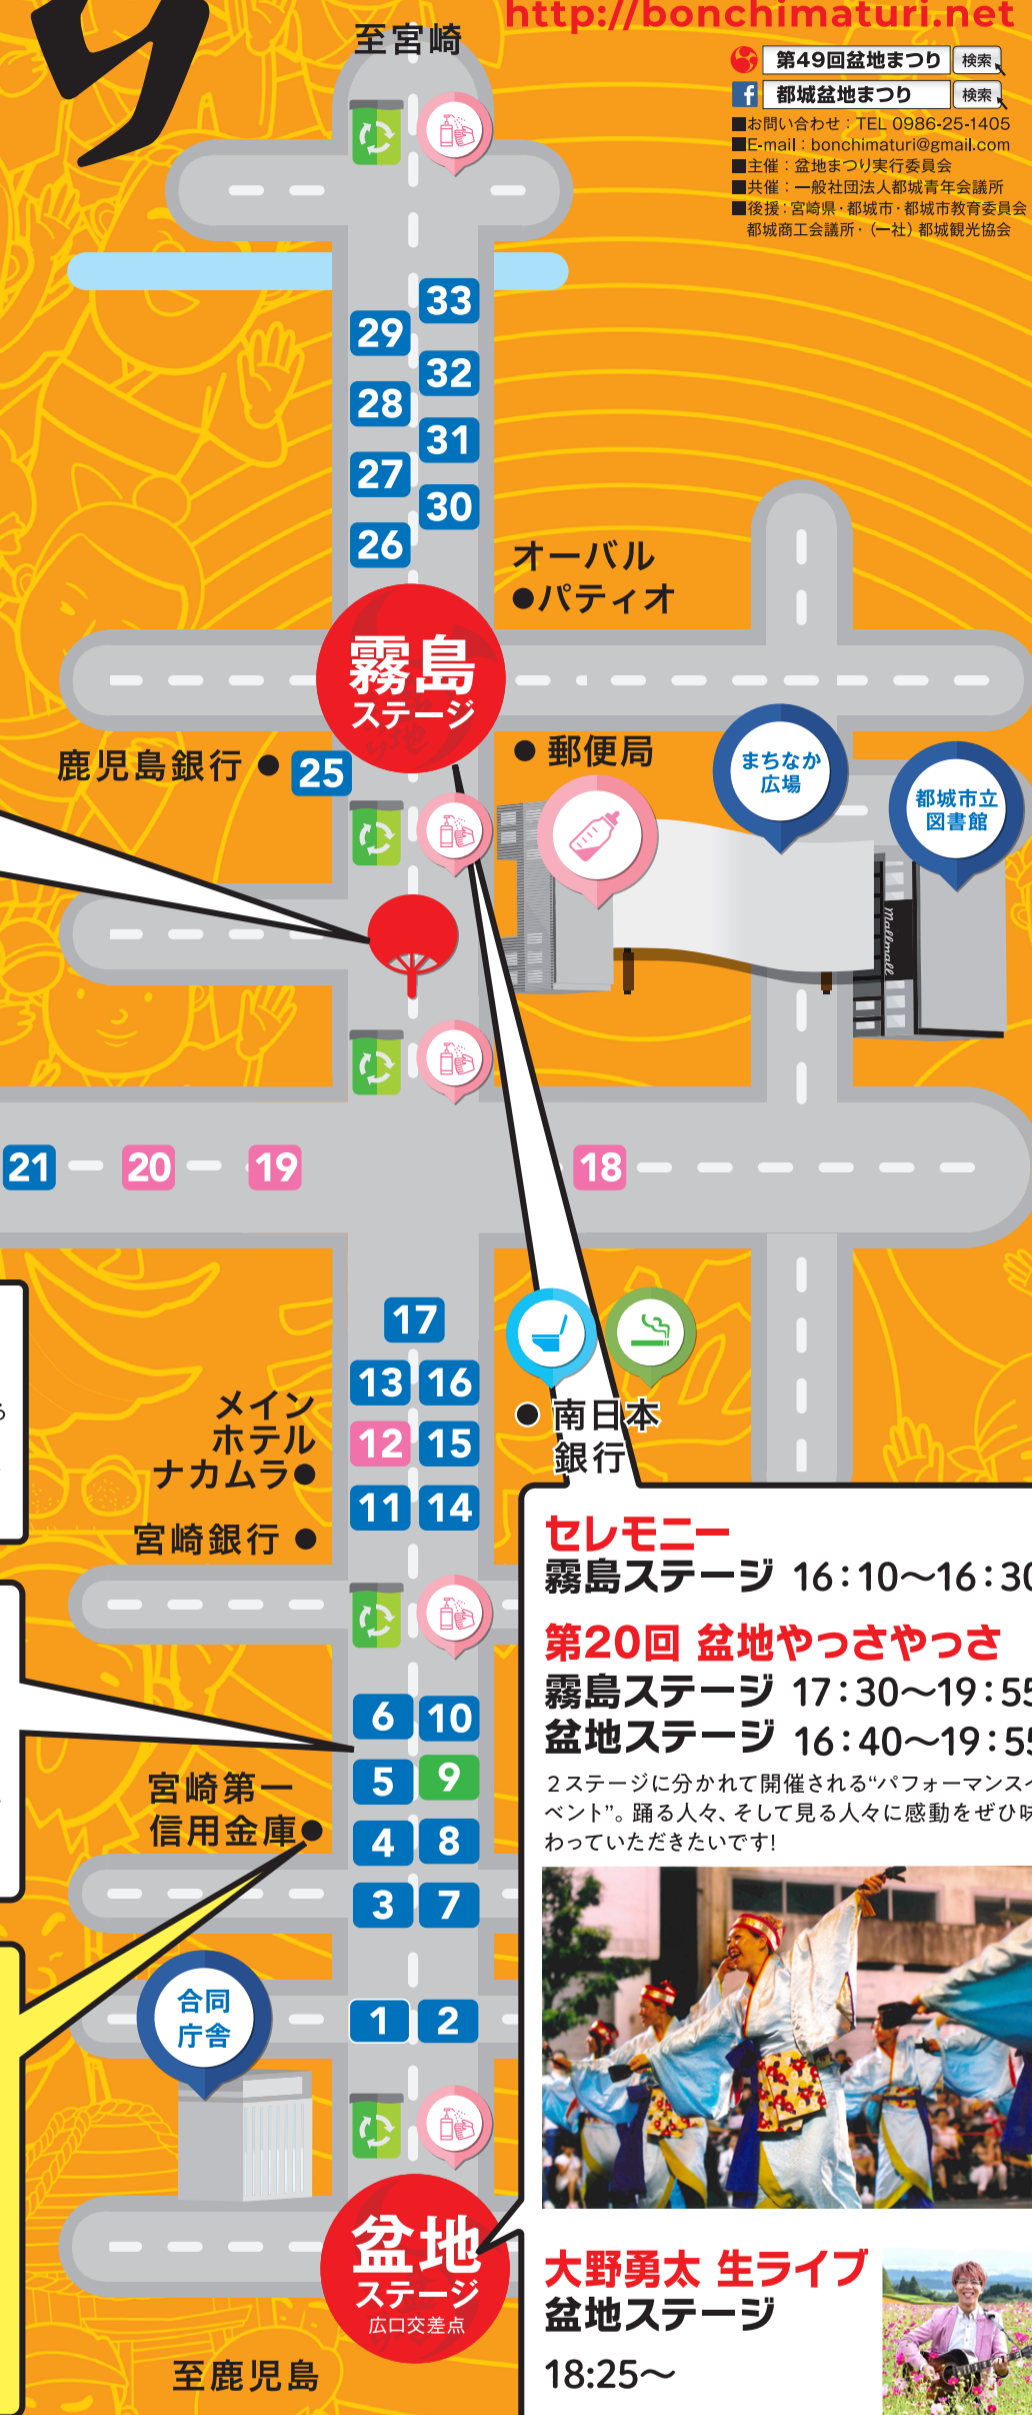 り
http://bonchimaturi.net
至宮崎
第49回盆地まつり 検索
都城盆地まつり 検索
■お問い合わせ：TEL 0986-25-1405
■E-mail：bonchimaturi@gmail.com
■主催：盆地まつり実行委員会
■共催：一般社団法人都城青年会議所
■後援：宮崎県・都城市・都城市教育委員会
都城商工会議所・（一社）都城観光協会
33
29
32
28
31
27
30
26
オーバル
●パティオ
霧島
ステージ
鹿児島銀行 ●
25
● 郵便局
まちなか
広場
都城市立
図書館
Mallmall
21 20 19 18
17
13 16
12 15
11 14
メイン
ホテル
ナカムラ●
宮崎銀行 ●
● 南日本
銀行
セレモニー
霧島ステージ 16：10〜16：30
第20回 盆地やっさやっさ
霧島ステージ 17：30〜19：55
盆地ステージ 16：40〜19：55
２ステージに分かれて開催される“パフォーマンスイ
ベント”。踊る人々、そして見る人々に感動をぜひ味
わっていただきたいです!
6 10
5 9
4 8
3 7
1 2
宮崎第一
信用金庫●
合同
庁舎
盆地
ステージ
広口交差点
至鹿児島
大野勇太 生ライブ
盆地ステージ
18:25〜